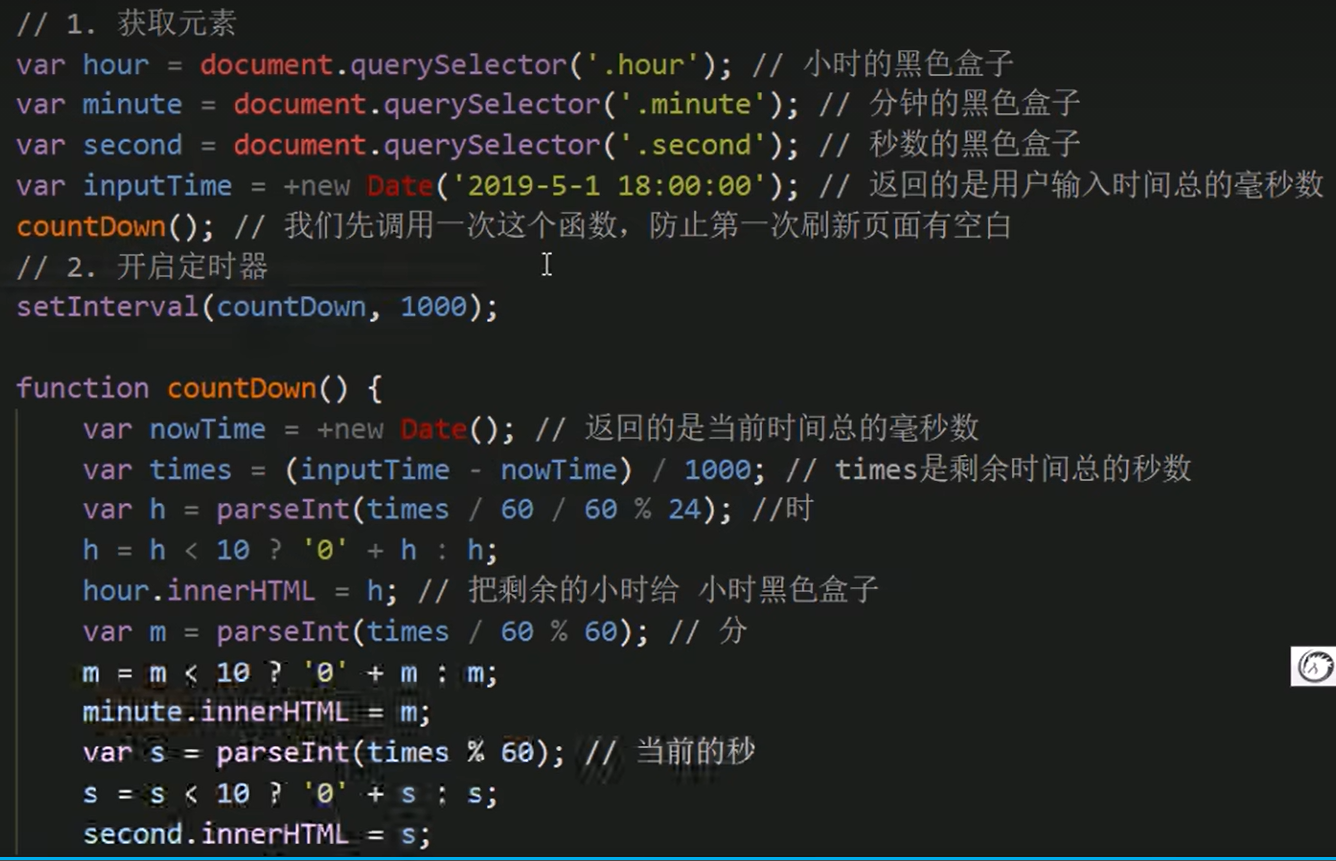 // 1. 获取元素
var hour = document.querySelector('.hour'); // 小时的黑色盒子
var minute = document.querySelector('.minute'); // 分钟的黑色盒子
var second = document.querySelector('.second'); // 秒数的黑色盒子
var inputTime = +new Date('2019-5-1 18:00:00'); // 返回的是用户输入时间总的毫秒数
countDown(); // 我们先调用一次这个函数，防止第一次刷新页面有空白
// 2. 开启定时器
setInterval(countDown, 1000);
function countDown() {
var nowTime = +new Date(); // 返回的是当前时间总的毫秒数
var times = (inputTime - nowTime) / 1000; // times是剩余时间总的秒数
var h = parseInt(times / 60 / 60 % 24); //时
h = h < 10 ? '0' + h : h;
hour.innerHTML = h; // 把剩余的小时给 小时黑色盒子
var m = parseInt(times / 60 % 60); // 分
m = m < 10 ? '0' + m : m;
minute.innerHTML = m;
var s = parseInt(times % 60); // 当前的秒
s = s < 10 ? '0' + s : s;
second.innerHTML = s;